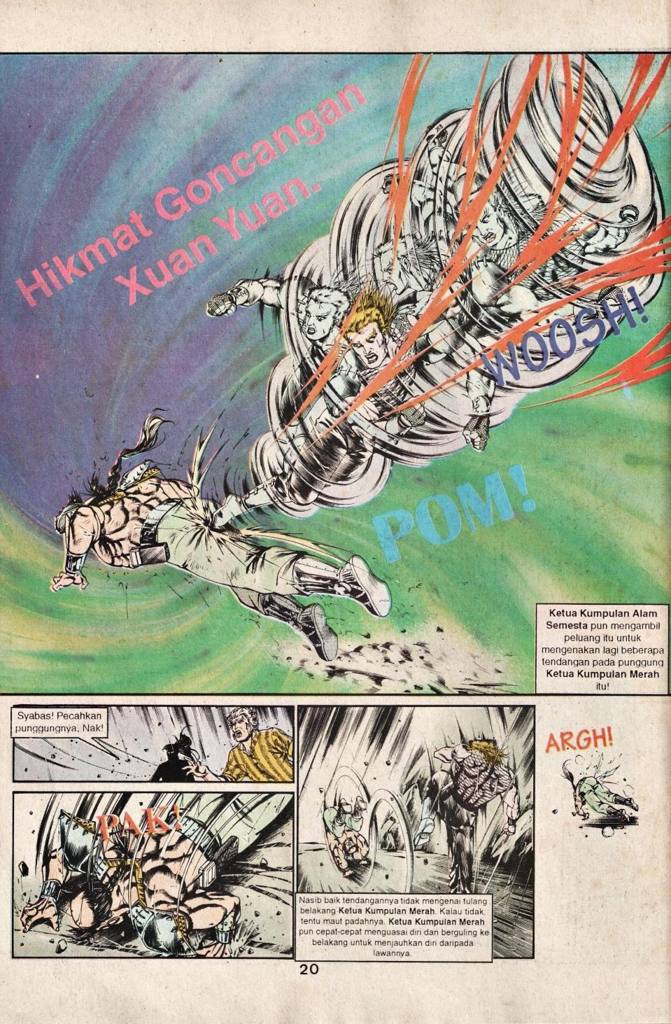 Hikmat Goncangan
Xuan Yuan.
WOOSH!
POM!
Ketua Kumpulan Alam
Semesta pun mengambil
peluang itu untuk
mengenakan lagi beberapa
tendangan pada punggung
Ketua Kumpulan Merah
itu!
Syabas! Pecahkan
punggungnya, Nak!
PAK!
Nasib baik tendangannya tidak mengenai tulang
belakang Ketua Kumpulan Merah. Kalau tidak,
tentu maut padahnya. Ketua Kumpulan Merah
pun cepat-cepat menguasai diri dan berguling ke
belakang untuk menjauhkan diri daripada
lawannya.
ARGH!
20